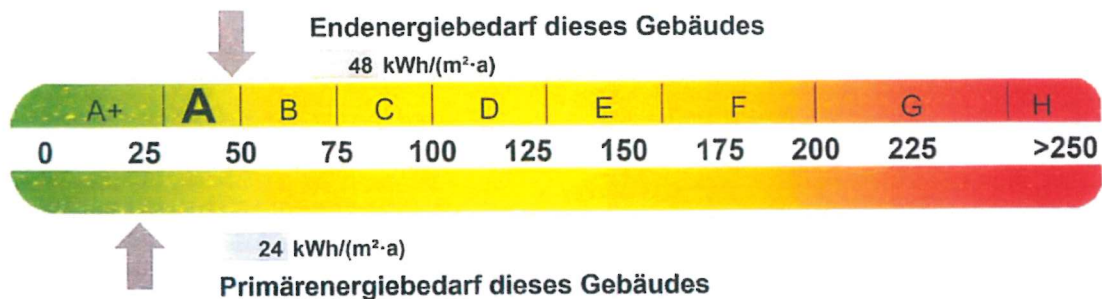 Endenergiebedarf dieses Gebäudes
48 kWh/(m²·a)
A+ A B C D E F G H
0 25 50 75 100 125 150 175 200 225 >250
24 kWh/(m²·a)
Primärenergiebedarf dieses Gebäudes